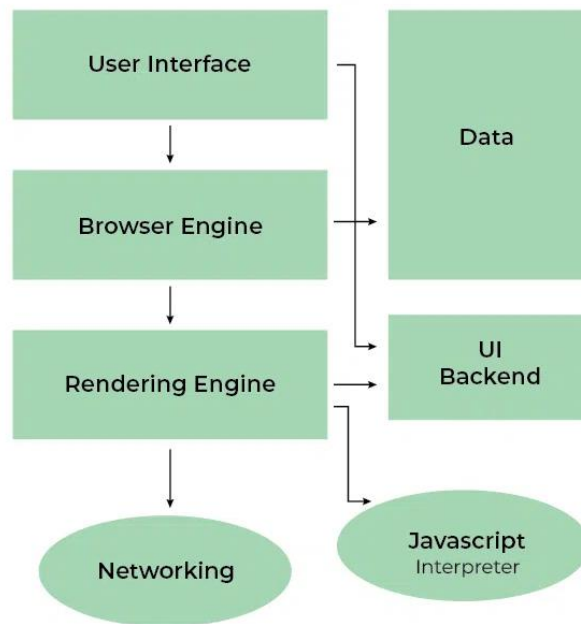 User Interface
Data
Browser Engine
UI
Backend
Rendering Engine
Networking
Javascript
Interpreter